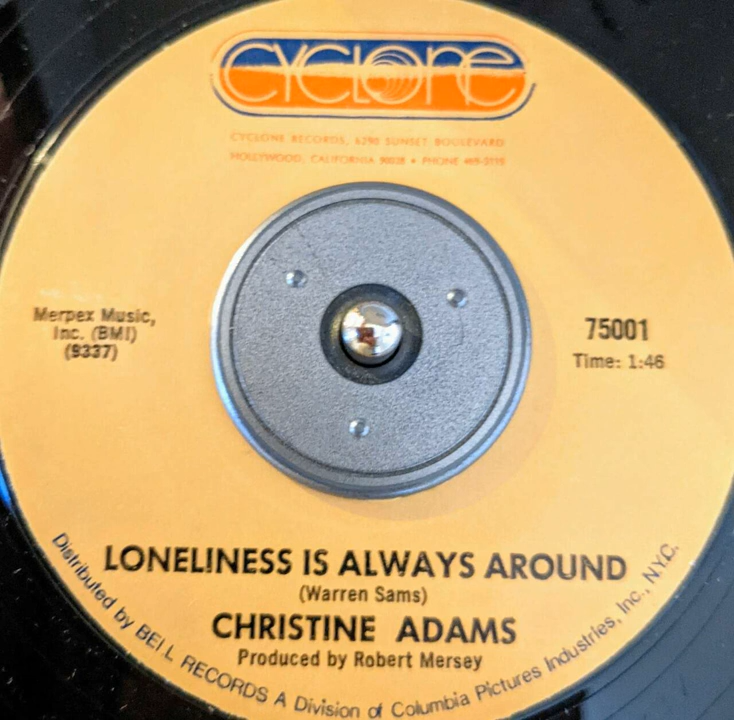 CYCLONE
CYCLONE RECORDS, 6290 SUNSET BOULEVARD
HOLLYWOOD, CALIFORNIA 90028 • PHONE 469-3115
Merpex Music,
Inc. (BMI)
(9337)
75001
Time: 1:46
LONELINESS IS ALWAYS AROUND
(Warren Sams)
CHRISTINE ADAMS
Produced by Robert Mersey
Distributed by BELL RECORDS A Division of Columbia Pictures Industries, Inc., N.Y.C.